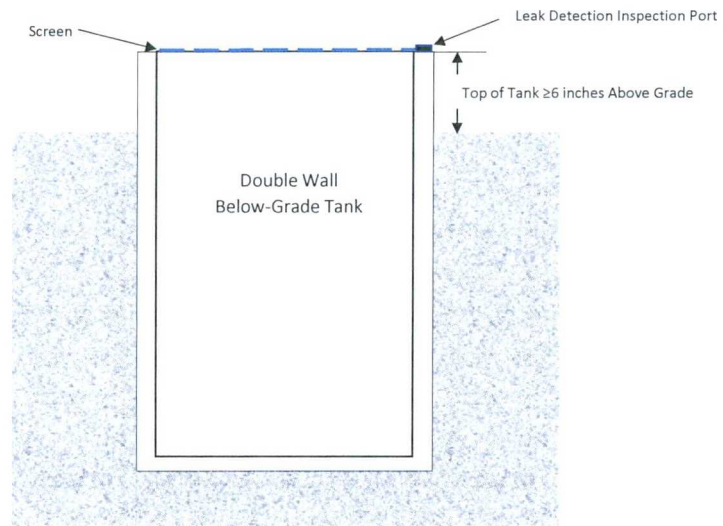 Leak Detection Inspection Port
Screen
Top of Tank ≥6 inches Above Grade
Double Wall
Below-Grade Tank